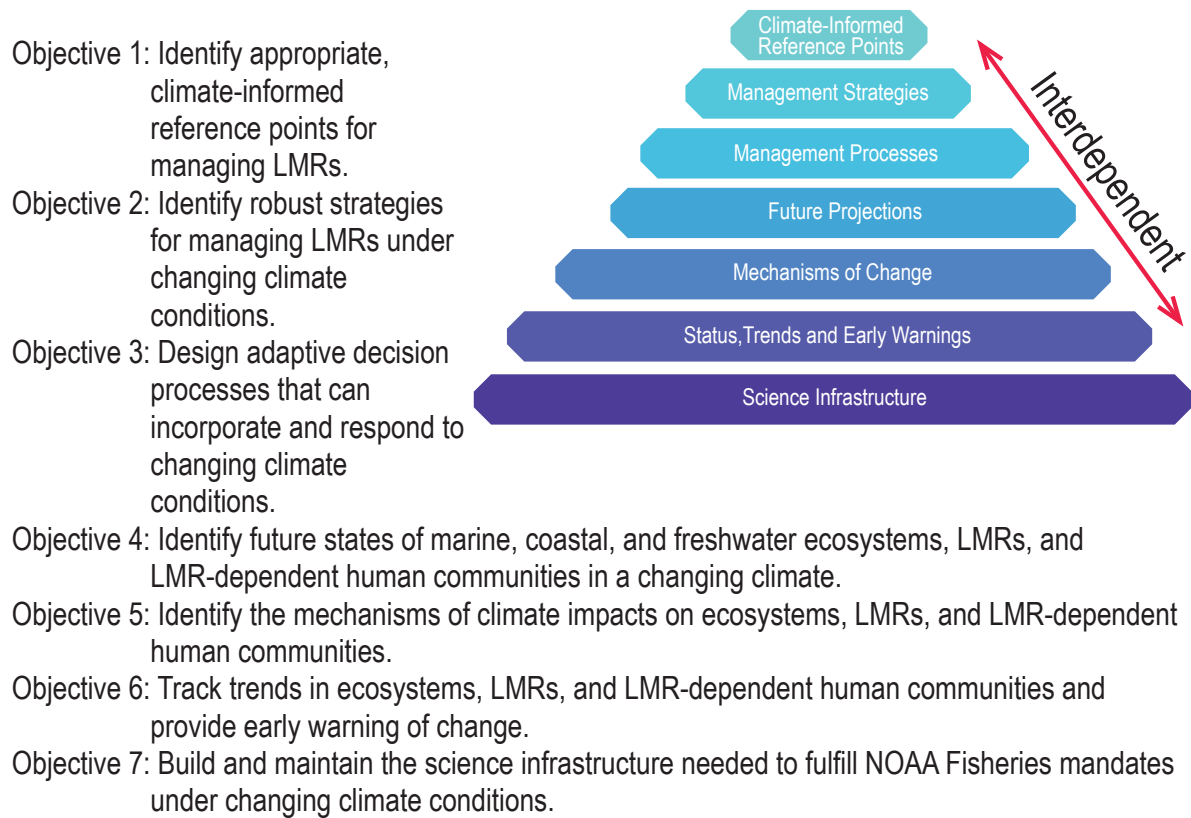 Objective 1: Identify appropriate,
climate-informed
reference points for
managing LMRs.
Objective 2: Identify robust strategies
for managing LMRs under
changing climate
conditions.
Objective 3: Design adaptive decision
processes that can
incorporate and respond to
changing climate
conditions.
Climate-Informed
Reference Points
Management Strategies
Management Processes
Future Projections
Mechanisms of Change
Status,Trends and Early Warnings
Science Infrastructure
Interdependent
Objective 4: Identify future states of marine, coastal, and freshwater ecosystems, LMRs, and
LMR-dependent human communities in a changing climate.
Objective 5: Identify the mechanisms of climate impacts on ecosystems, LMRs, and LMR-dependent
human communities.
Objective 6: Track trends in ecosystems, LMRs, and LMR-dependent human communities and
provide early warning of change.
Objective 7: Build and maintain the science infrastructure needed to fulfill NOAA Fisheries mandates
under changing climate conditions.